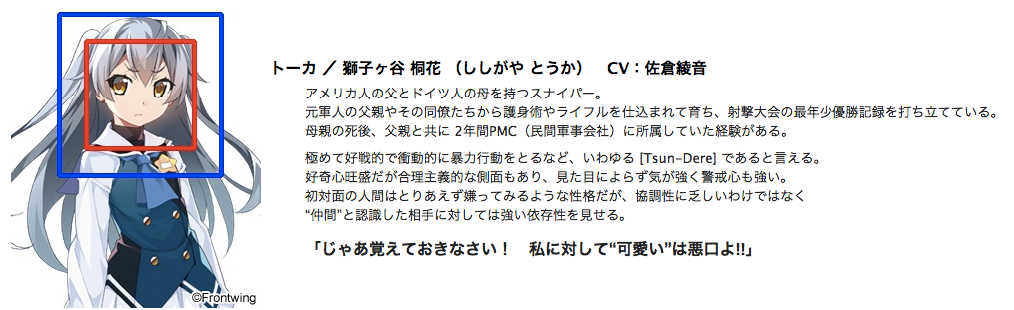 トーカ ／ 獅子ヶ谷 桐花 （ししがや とうか）　CV：佐倉綾音
アメリカ人の父とドイツ人の母を持つスナイパー。
元軍人の父親やその同僚たちから護身術やライフルを仕込まれて育ち、射撃大会の最年少優勝記録を打ち立てている。
母親の死後、父親と共に 2年間PMC（民間軍事会社）に所属していた経験がある。
極めて好戦的で衝動的に暴力行動をとるなど、いわゆる [Tsun-Dere] であると言える。
好奇心旺盛だが合理主義的な側面もあり、見た目によらず気が強く警戒心も強い。
初対面の人間はとりあえず嫌ってみるような性格だが、協調性に乏しいわけではなく
“仲間”と認識した相手に対しては強い依存性を見せる。
「じゃあ覚えておきなさい！　私に対して“可愛い”は悪口よ!!」
©Frontwing